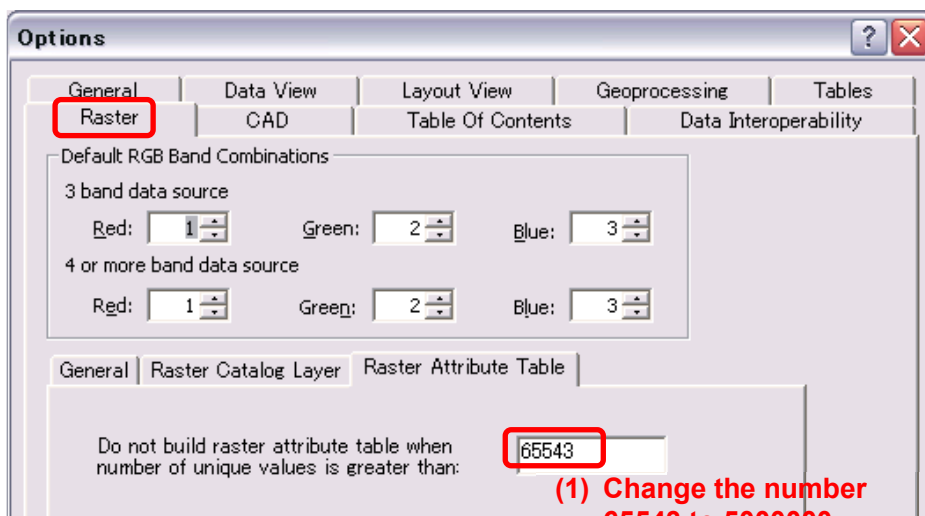 Options
General Data View Layout View Geoprocessing Tables
Raster CAD Table Of Contents Data Interoperability
Default RGB Band Combinations
3 band data source
Red: 1 Green: 2 Blue: 3
4 or more band data source
Red: 1 Green: 2 Blue: 3
General Raster Catalog Layer Raster Attribute Table
Do not build raster attribute table when
number of unique values is greater than:
65543
(1) Change the number